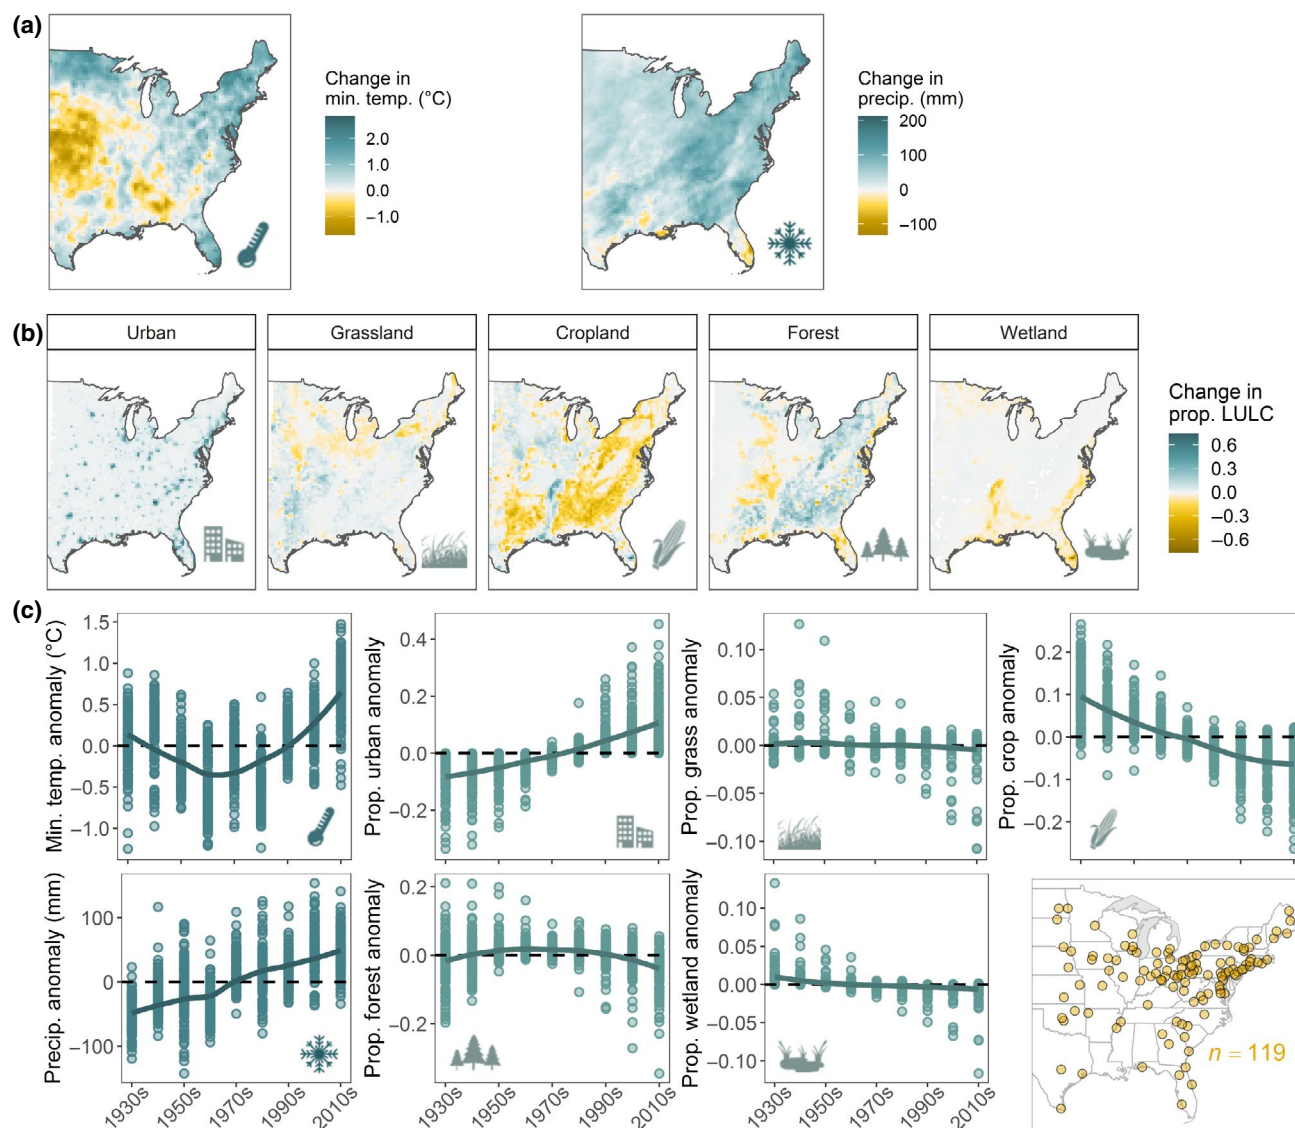 (a)
Change in
min. temp. (°C)
2.0
1.0
0.0
−1.0
Change in
precip. (mm)
200
100
0
−100
(b)
Urban
Grassland
Cropland
Forest
Wetland
Change in
prop. LULC
0.6
0.3
0.0
−0.3
−0.6
(c)
Min. temp. anomaly (°C)
1.5
1.0
0.5
0.0
−0.5
−1.0
Prop. urban anomaly
0.4
0.2
0.0
−0.2
Prop. grass anomaly
0.10
0.05
0.00
−0.05
−0.10
Prop. crop anomaly
0.2
0.1
0.0
−0.1
−0.2
Precip. anomaly (mm)
100
0
−100
1930s
1950s
1970s
1990s
2010s
Prop. forest anomaly
0.2
0.0
−0.2
1930s
1950s
1970s
1990s
2010s
Prop. wetland anomaly
0.10
0.05
0.00
−0.05
−0.10
1930s
1950s
1970s
1990s
2010s
n = 119